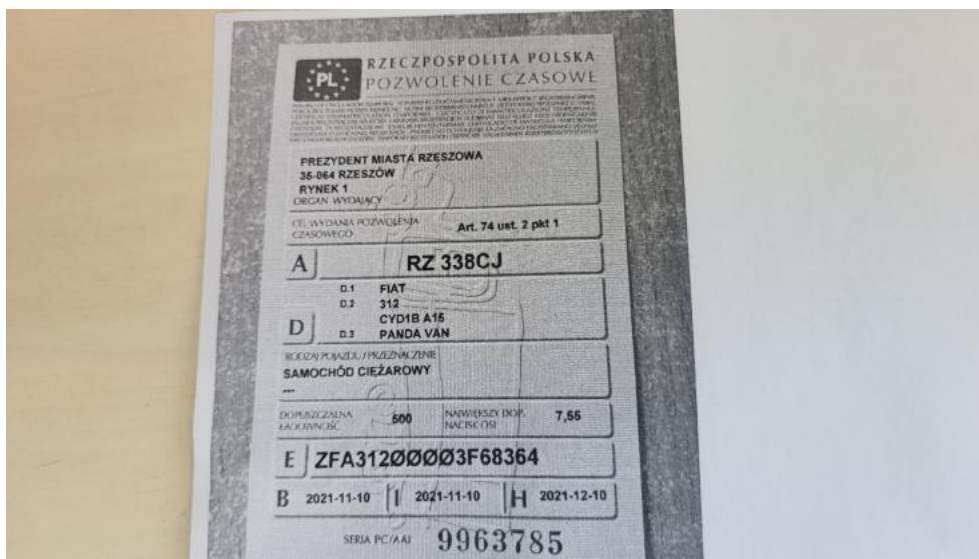 PL
RZECZPOSPOLITA POLSKA
POZWOLENIE CZASOWE
PREZYDENT MIASTA RZESZOWA
35-064 RZESZÓW
RYNEK 1
ORGAN WYDAJĄCY
CEL WYDANIA POZWOLENIA CZASOWEGO Art. 74 ust. 2 pkt 1
A RZ 338CJ
D.1 FIAT
D.2 312
CYD1B A15
D D.3 PANDA VAN
RODZAJ POJAZDU / PRZEZNACZENIE
SAMOCHÓD CIĘŻAROWY
---
DOPUSZCZALNA ŁADOWNOŚĆ 500 NAJWIĘKSZY DOP. NACISK OSI 7,55
E ZFA312ØØØØ3F68364
B 2021-11-10 I 2021-11-10 H 2021-12-10
SERIA PC/AAJ 9963785